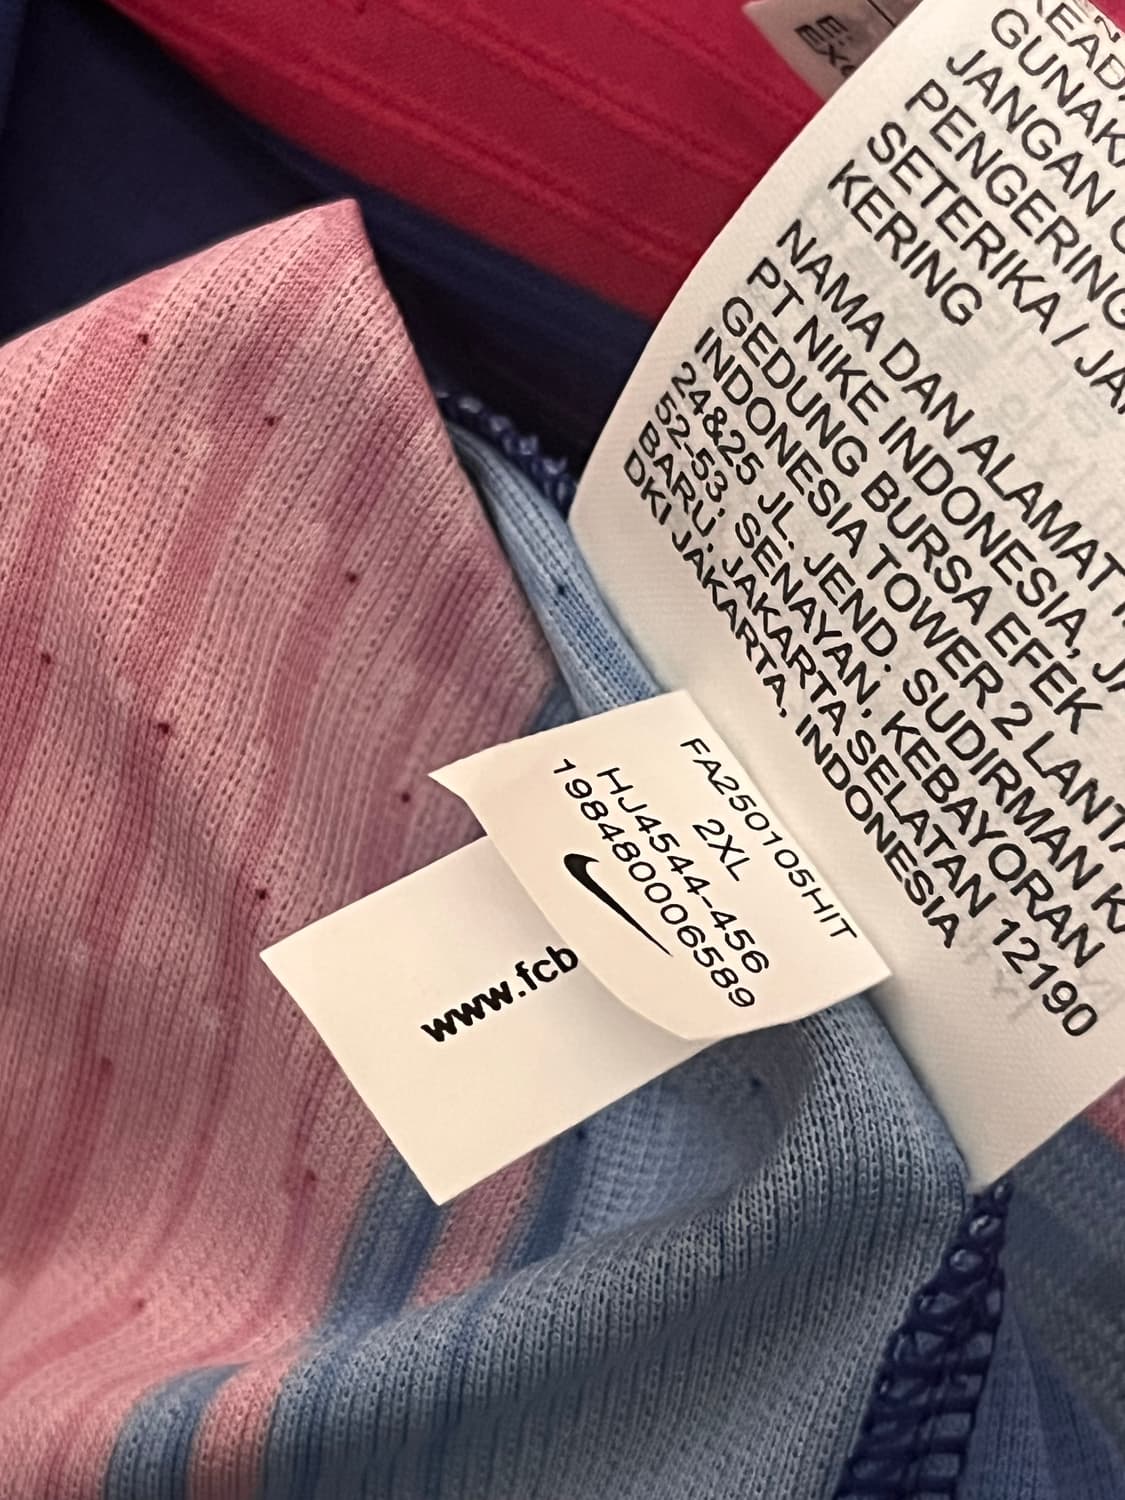 GUNAK
JANGAN
PENGERING
SETERIKA / JA
KERING
NAMA DAN ALAMAT
PT NIKE INDONESIA, JA
GEDUNG BURSA EFEK
INDONESIA TOWER 2 LANT
24&25 JL. JEND. SUDIRMAN KA
52-53, SENAYAN, KEBAYORAN
BARU, JAKARTA SELATAN 12190
DKI JAKARTA, INDONESIA
FA250105HIT
2XL
HJ4544-456
198480006589
www.fcb